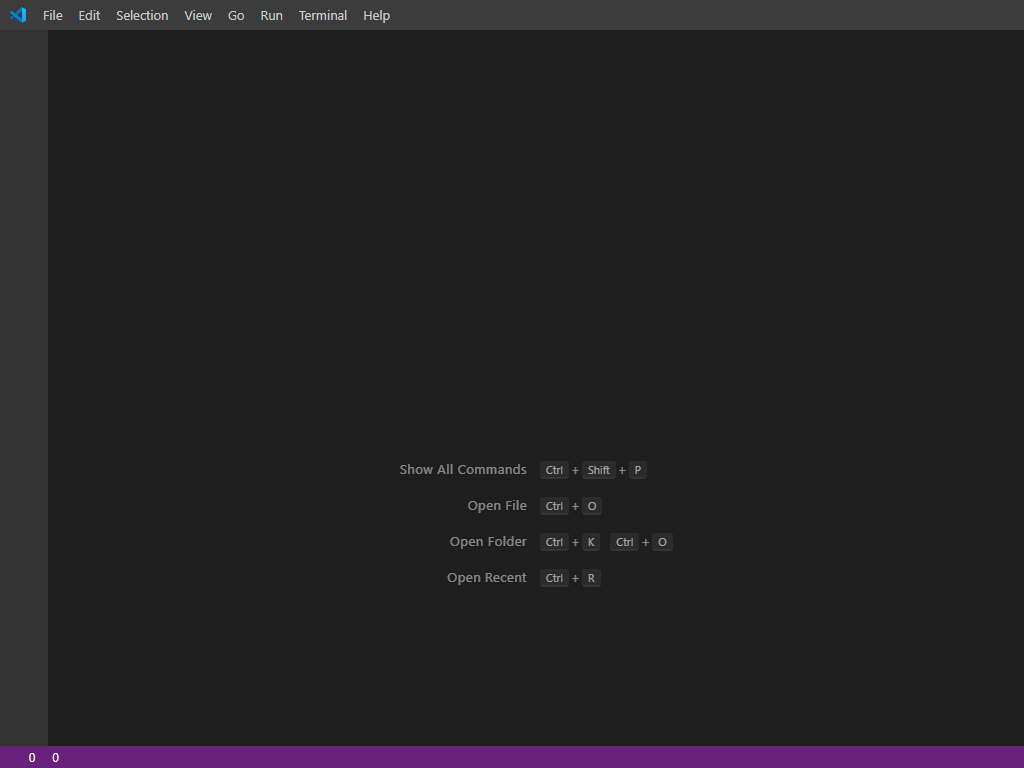 File Edit Selection View Go Run Terminal Help
Show All Commands Ctrl + Shift + P
Open File Ctrl + O
Open Folder Ctrl + K Ctrl + O
Open Recent Ctrl + R
0 0